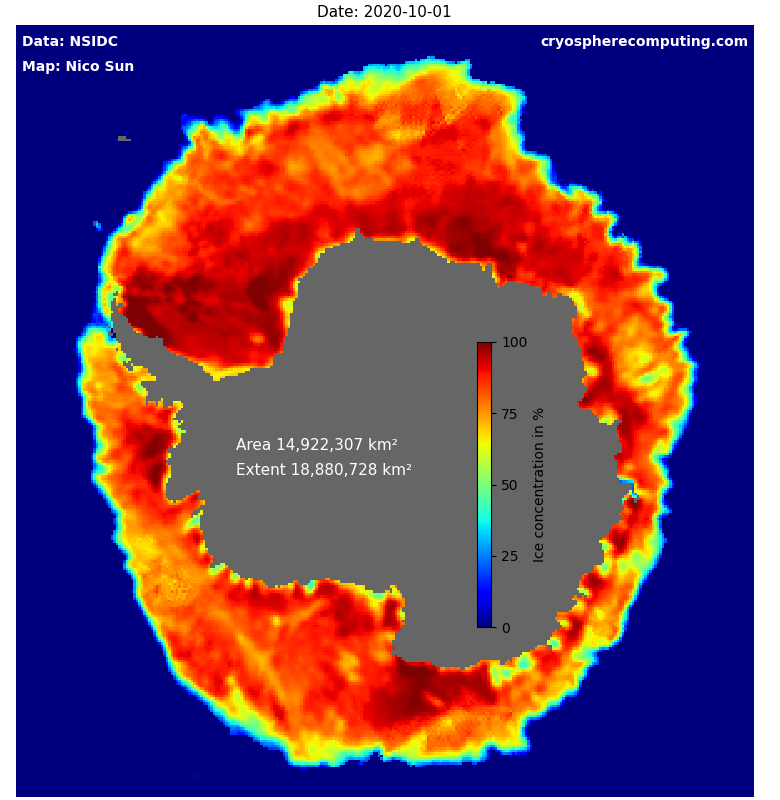 Date: 2020-10-01
Data: NSIDC
cryospherecomputing.com
Map: Nico Sun
100
75
50
25
0
Ice concentration in %
Area 14,922,307 km²
Extent 18,880,728 km²